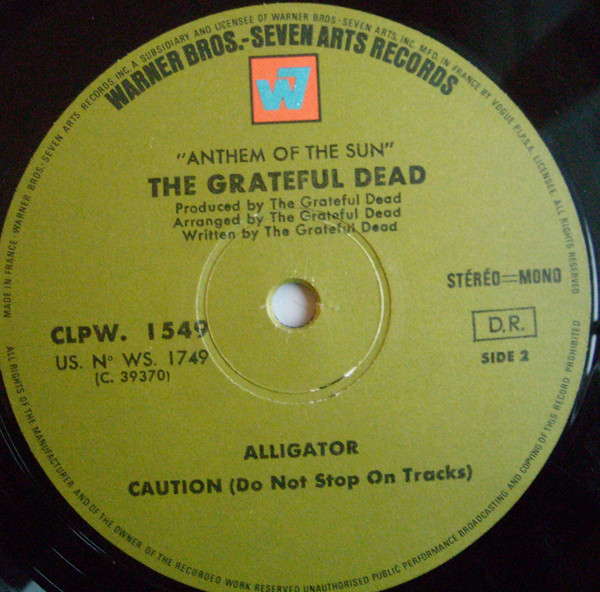 WARNER BROS.-SEVEN ARTS RECORDS INC. A SUBSIDIARY AND LICENSEE OF WARNER BROS-SEVEN ARTS, INC. MFD. IN FRANCE BY VOGUE P.I.P. S.A. LICENSEE. ALL RIGHTS RESERVED
WARNER BROS.-SEVEN ARTS RECORDS
W7
"ANTHEM OF THE SUN"
THE GRATEFUL DEAD
Produced by The Grateful Dead
Arranged by The Grateful Dead
Written by The Grateful Dead
STÉRÉO=MONO
CLPW. 1549
D.R.
US. N° WS. 1749
SIDE 2
(C. 39370)
ALLIGATOR
CAUTION (Do Not Stop On Tracks)
MADE IN FRANCE
ALL RIGHTS OF THE MANUFACTURER AND OF THE OWNER OF THE RECORDED WORK RESERVED UNAUTHORISED PUBLIC PERFORMANCE BROADCASTING AND COPYING OF THIS RECORD PROHIBITED